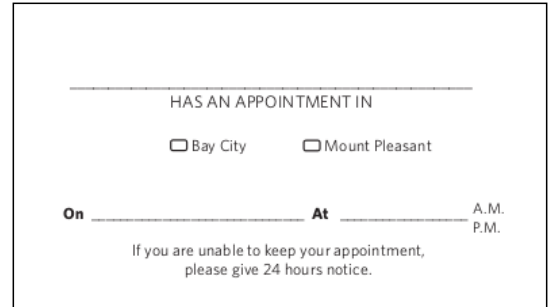 HAS AN APPOINTMENT IN
Bay City Mount Pleasant
On At A.M.
P.M.
If you are unable to keep your appointment,
please give 24 hours notice.